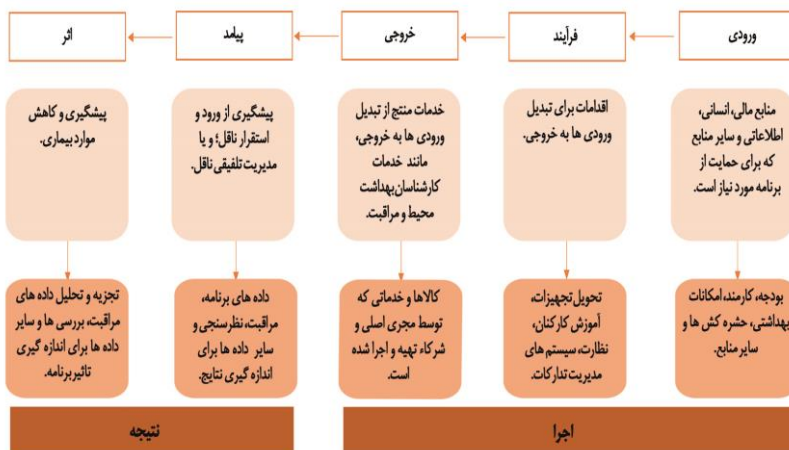 ورودی
فرآیند
خروجی
پیامد
اثر
منابع مالی، انسانی،
اطلاعاتی و سایر منابع
که برای حمایت از
برنامه مورد نیاز است.
اقدامات برای تبدیل
ورودی ها به خروجی.
خدمات منتج از تبدیل
ورودی ها به خروجی،
مانند خدمات
کارشناسان‌بهداشت
محیط و مراقبت.
پیشگیری از ورود و
استقرار ناقل؛ و یا
مدیریت تلفیقی ناقل.
پیشگیری و کاهش
موارد بیماری.
بودجه، کارمند، امکانات
بهداشتی، حشره کش ها و
سایر منابع.
تحویل تجهیزات،
آموزش کارکنان،
نظارت، سیستم های
مدیریت تدارکات.
کالاها و خدماتی که
توسط مجری اصلی و
شرکاء تهیه و اجرا شده
است.
داده های برنامه،
مراقبت، نظرسنجی و
سایر داده ها برای
اندازه گیری نتایج.
تجزیه و تحلیل داده های
مراقبت، بررسی ها و سایر
داده ها برای اندازه گیری
تاثیر برنامه.
اجرا
نتیجه